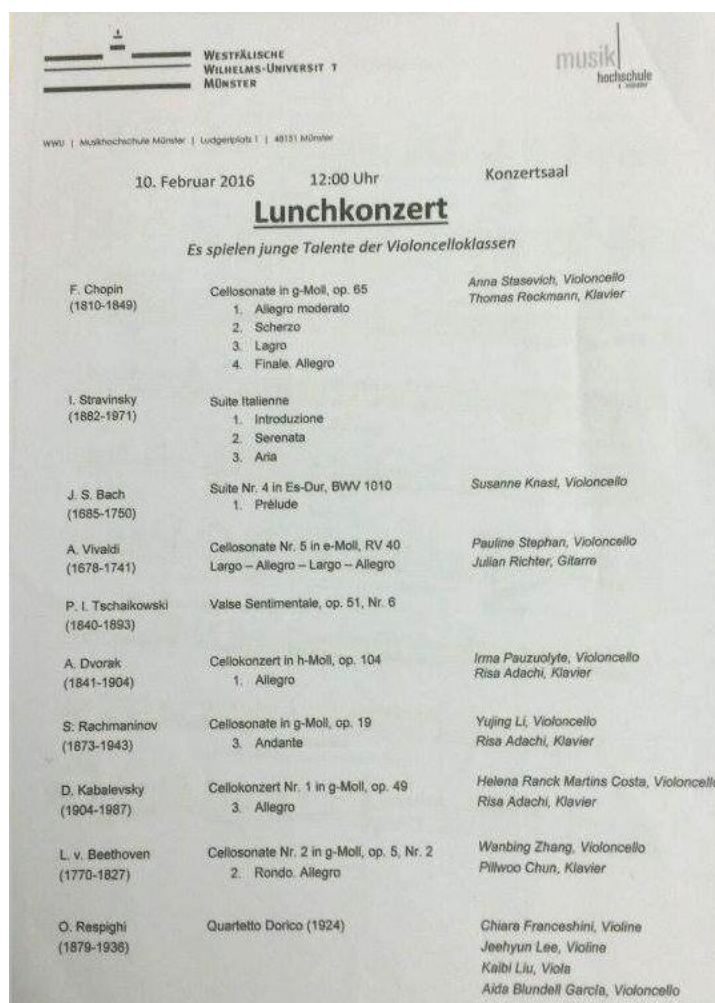 WESTFÄLISCHE
WILHELMS-UNIVERSIT T
MÜNSTER
musik
hochschule
münster
WWU | Musikhochschule Münster | Ludgeriplatz 1 | 48151 Münster
10. Februar 2016 12:00 Uhr Konzertsaal
Lunchkonzert
Es spielen junge Talente der Violoncelloklassen
F. Chopin Cellosonate in g-Moll, op. 65 Anna Stasevich, Violoncello
(1810-1849) 1. Allegro moderato Thomas Reckmann, Klavier
2. Scherzo
3. Lagro
4. Finale. Allegro
I. Stravinsky Suite Italienne
(1882-1971) 1. Introduzione
2. Serenata
3. Aria
J. S. Bach Suite Nr. 4 in Es-Dur, BWV 1010 Susanne Knast, Violoncello
(1685-1750) 1. Prélude
A. Vivaldi Cellosonate Nr. 5 in e-Moll, RV 40 Pauline Stephan, Violoncello
(1678-1741) Largo – Allegro – Largo – Allegro Julian Richter, Gitarre
P. I. Tschaikowski Valse Sentimentale, op. 51, Nr. 6
(1840-1893)
A. Dvorak Cellokonzert in h-Moll, op. 104 Irma Pauzuolyte, Violoncello
(1841-1904) 1. Allegro Risa Adachi, Klavier
S. Rachmaninov Cellosonate in g-Moll, op. 19 Yujing Li, Violoncello
(1873-1943) 3. Andante Risa Adachi, Klavier
D. Kabalevsky Cellokonzert Nr. 1 in g-Moll, op. 49 Helena Ranck Martins Costa, Violoncello
(1904-1987) 3. Allegro Risa Adachi, Klavier
L. v. Beethoven Cellosonate Nr. 2 in g-Moll, op. 5, Nr. 2 Wanbing Zhang, Violoncello
(1770-1827) 2. Rondo. Allegro Pillwoo Chun, Klavier
O. Respighi Quartetto Dorico (1924) Chiara Franceshini, Violine
(1879-1936) Jeehyun Lee, Violine
Kaibi Liu, Viola
Aida Blundell García, Violoncello